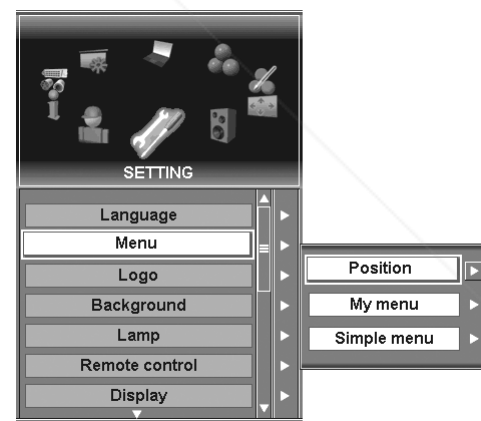 SETTING
Language
Menu
Logo
Background
Lamp
Remote control
Display
Position
My menu
Simple menu